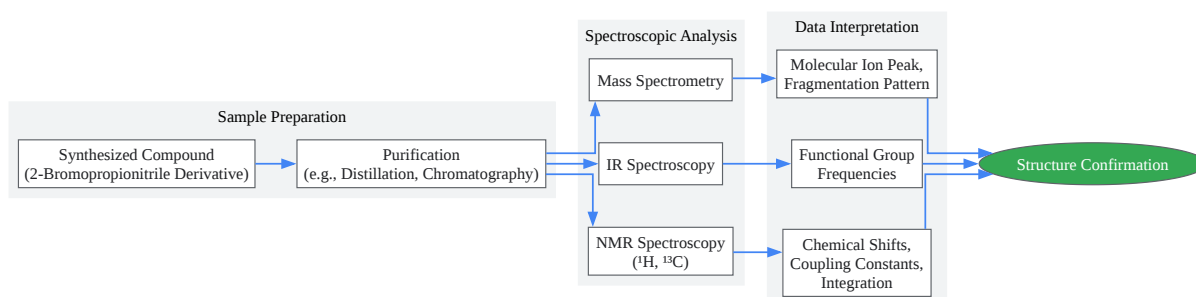 Sample Preparation
Synthesized Compound
(2-Bromopropionitrile Derivative)
Purification
(e.g., Distillation, Chromatography)
Spectroscopic Analysis
Mass Spectrometry
IR Spectroscopy
NMR Spectroscopy
(¹H, ¹³C)
Data Interpretation
Molecular Ion Peak,
Fragmentation Pattern
Functional Group
Frequencies
Chemical Shifts,
Coupling Constants,
Integration
Structure Confirmation